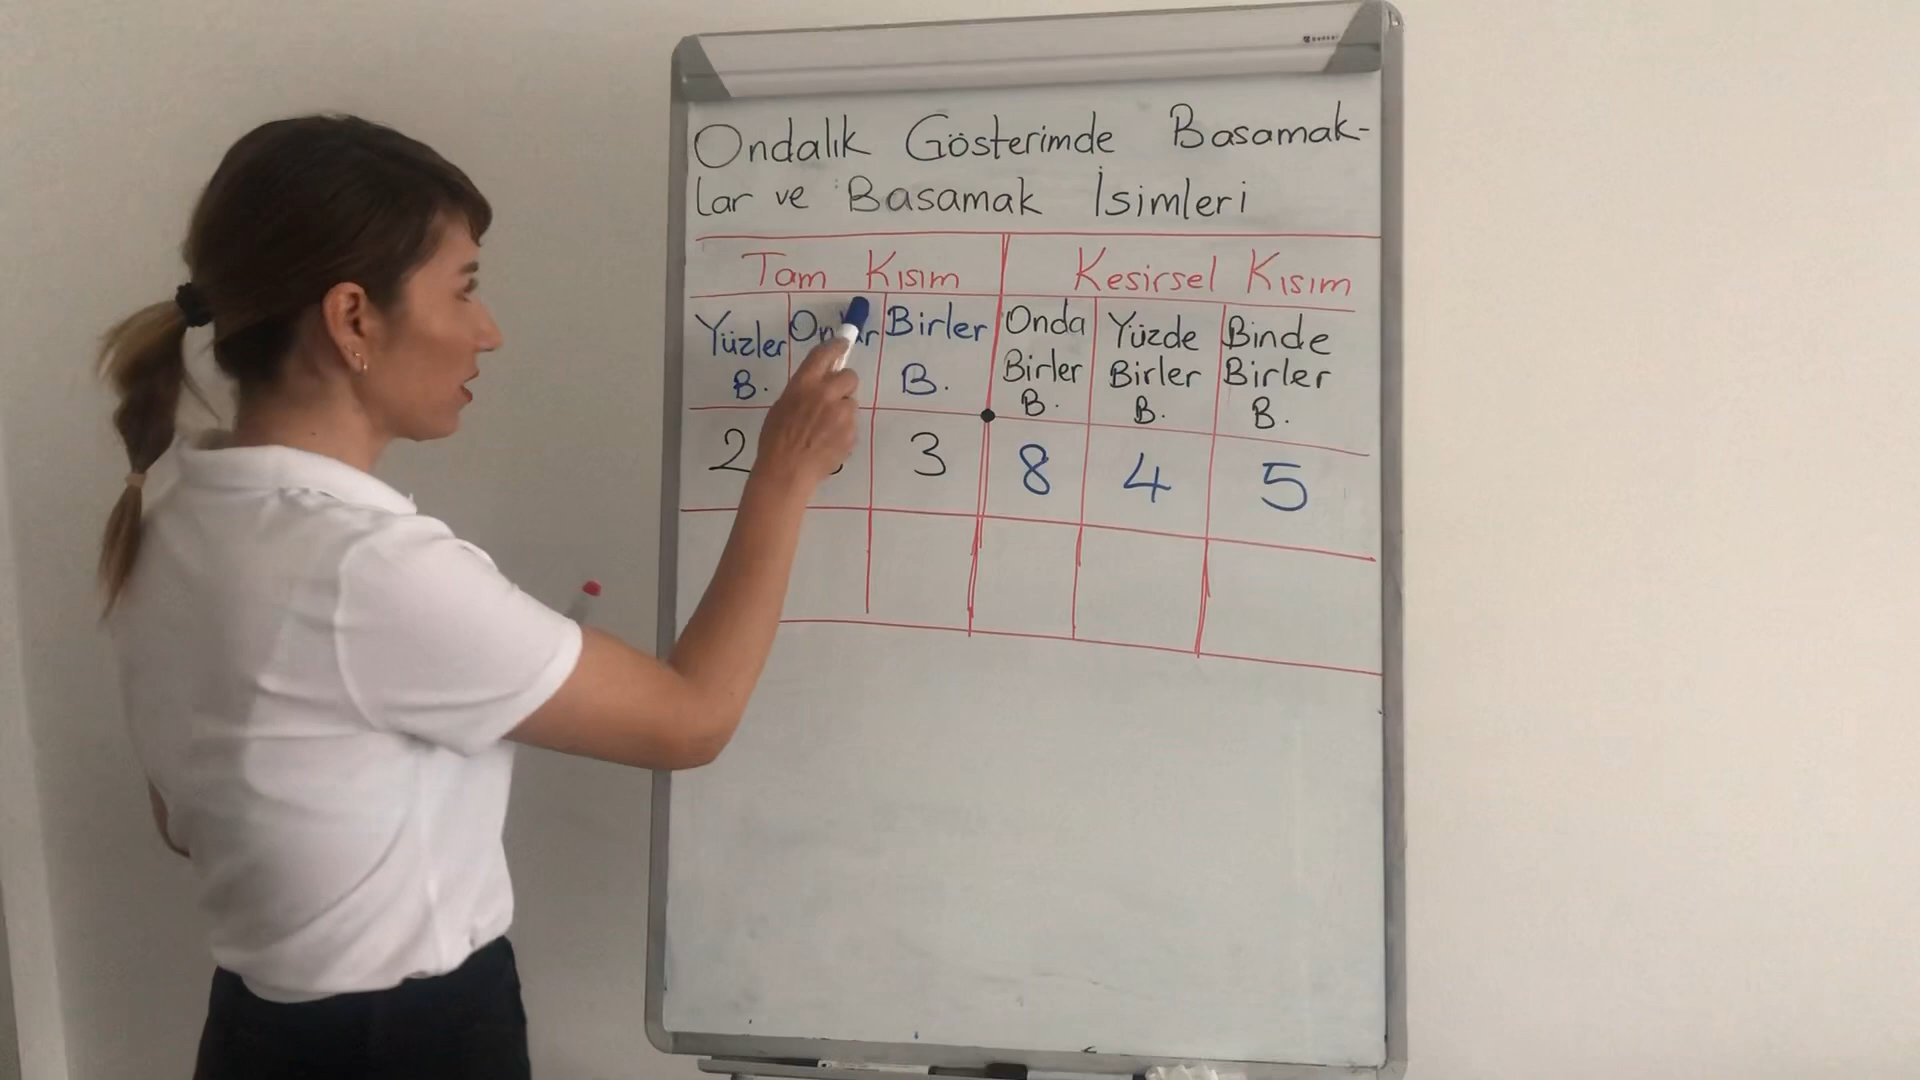 Ondalık Gösterimde Basamak-
lar ve Basamak İsimleri
Tam Kısım Kesirsel Kısım
Yüzler B. Birler B. Onda Birler B. Yüzde Birler B. Binde Birler B.
2 3 8 4 5